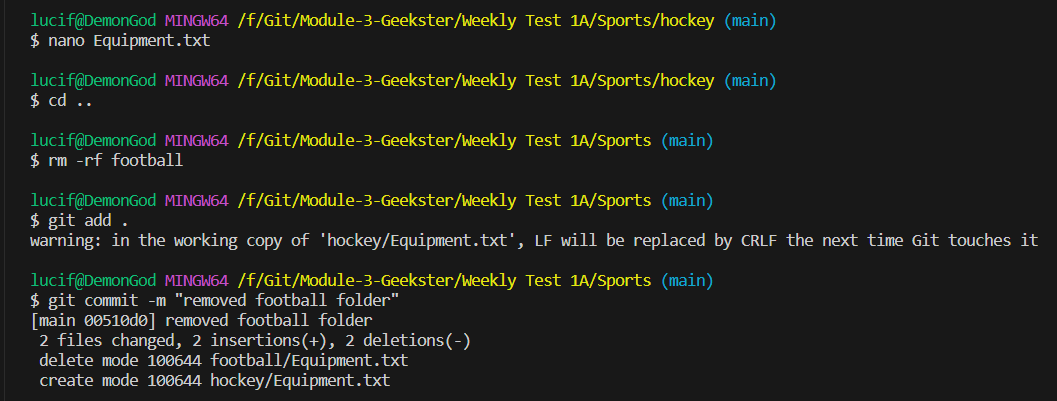 lucif@DemonGod MINGW64 /f/Git/Module-3-Geekster/Weekly Test 1A/Sports/hockey (main)
$ nano Equipment.txt
lucif@DemonGod MINGW64 /f/Git/Module-3-Geekster/Weekly Test 1A/Sports/hockey (main)
$ cd ..
lucif@DemonGod MINGW64 /f/Git/Module-3-Geekster/Weekly Test 1A/Sports (main)
$ rm -rf football
lucif@DemonGod MINGW64 /f/Git/Module-3-Geekster/Weekly Test 1A/Sports (main)
$ git add .
warning: in the working copy of 'hockey/Equipment.txt', LF will be replaced by CRLF the next time Git touches it
lucif@DemonGod MINGW64 /f/Git/Module-3-Geekster/Weekly Test 1A/Sports (main)
$ git commit -m "removed football folder"
[main 00510d0] removed football folder
 2 files changed, 2 insertions(+), 2 deletions(-)
 delete mode 100644 football/Equipment.txt
 create mode 100644 hockey/Equipment.txt